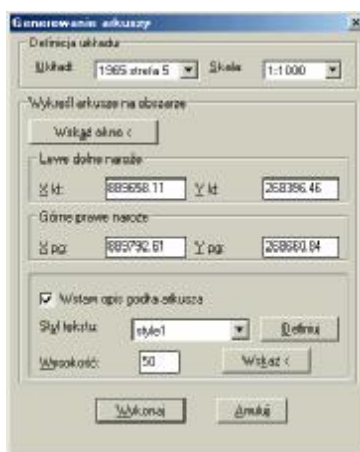 Generowanie arkuszy
Definicja układu
Układ: 1965 strefa 5 Skala: 1:1000
Wykreśl arkusze na obszarze
Wskaż okno <
Lewe dolne naroże
X ld: 889658.11 Y ld: 268396.46
Górne prawe naroże
X pg: 889792.61 Y pg: 268680.84
Wstaw opis godła arkusza
Styl tekstu: style1 Definiuj
Wysokość: 50 Wskaż <
Wykonaj Anuluj